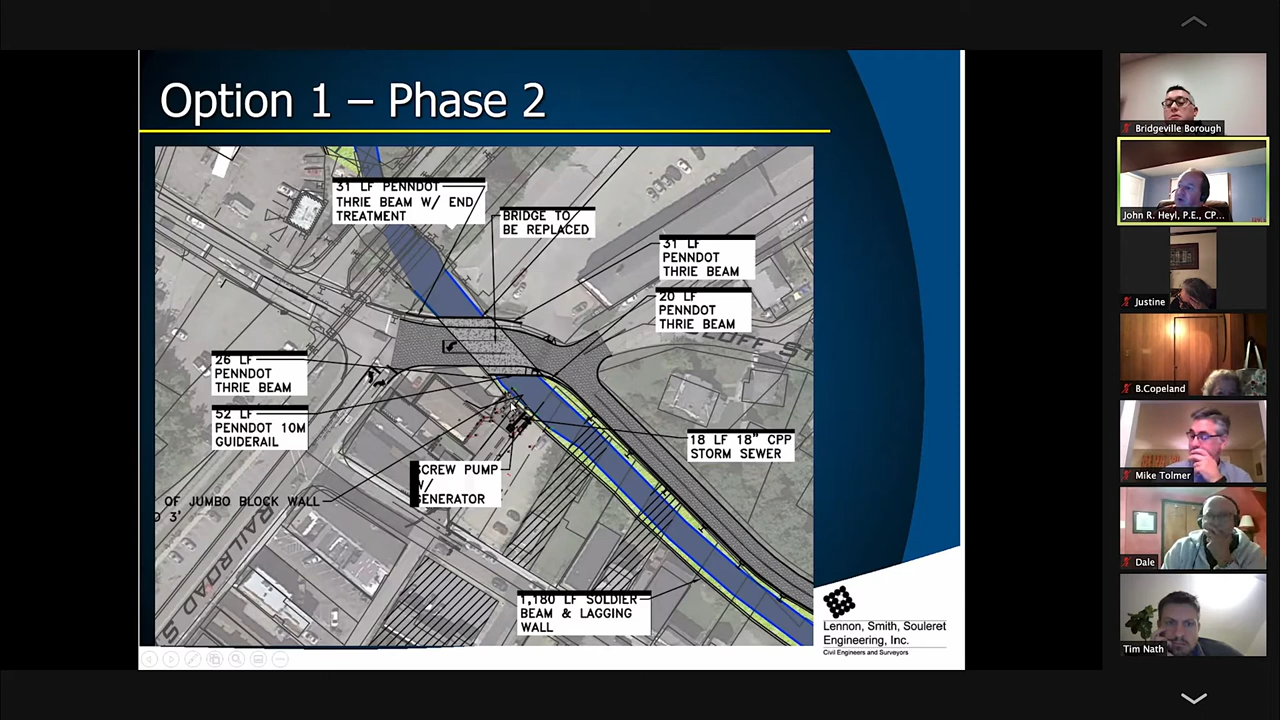 Option 1 – Phase 2
31 LF PENNDOT
THRIE BEAM W/ END
TREATMENT
BRIDGE TO
BE REPLACED
31 LF
PENNDOT
THRIE BEAM
20 LF
PENNDOT
THRIE BEAM
26 LF
PENNDOT
THRIE BEAM
52 LF
PENNDOT 10M
GUIDERAIL
18 LF 18" CPP
STORM SEWER
SCREW PUMP
W/
GENERATOR
OF JUMBO BLOCK WALL
3'
RAILROAD
1,180 LF SOLDIER
BEAM & LAGGING
WALL
Lennon, Smith, Souleret
Engineering, Inc.
Civil Engineers and Surveyors
Bridgeville Borough
John R. Heyl, P.E., CP...
Justine
B.Copeland
Mike Tolmer
Dale
Tim Nath